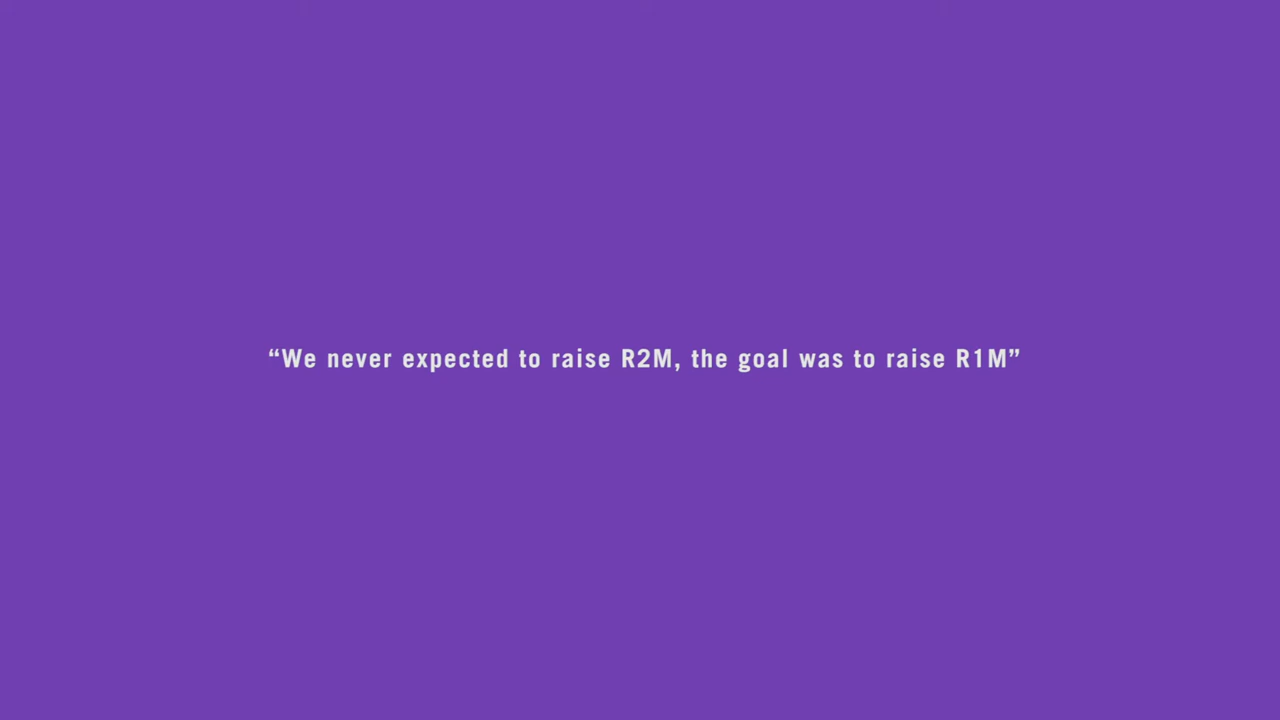 “We never expected to raise R2M, the goal was to raise R1M”